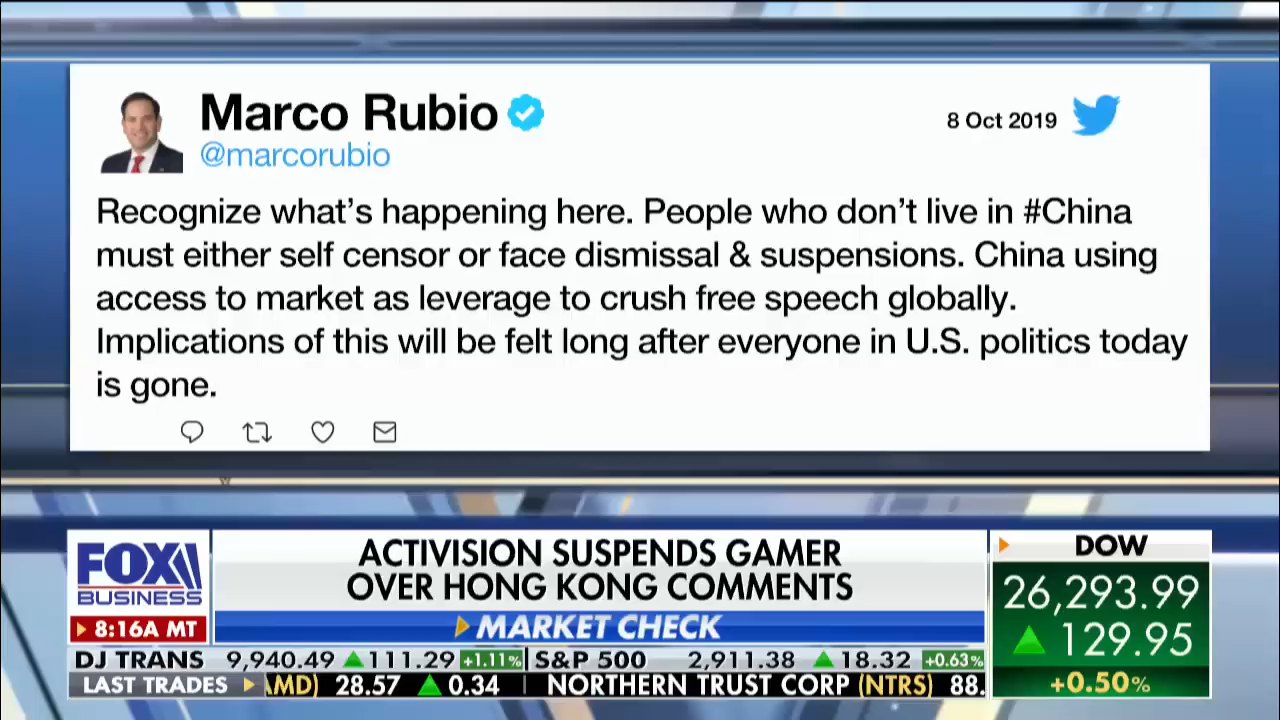 Marco Rubio
@marcorubio
8 Oct 2019
Recognize what's happening here. People who don't live in #China
must either self censor or face dismissal & suspensions. China using
access to market as leverage to crush free speech globally.
Implications of this will be felt long after everyone in U.S. politics today
is gone.
FOX
BUSINESS
8:16A MT
ACTIVISION SUSPENDS GAMER
OVER HONG KONG COMMENTS
MARKET CHECK
DOW
26,293.99
129.95
+0.50%
DJ TRANS 9,940.49 111.29 +1.11% S&P 500 2,911.38 18.32 +0.63%
LAST TRADES AMD) 28.57 0.34 NORTHERN TRUST CORP (NTRS) 88.